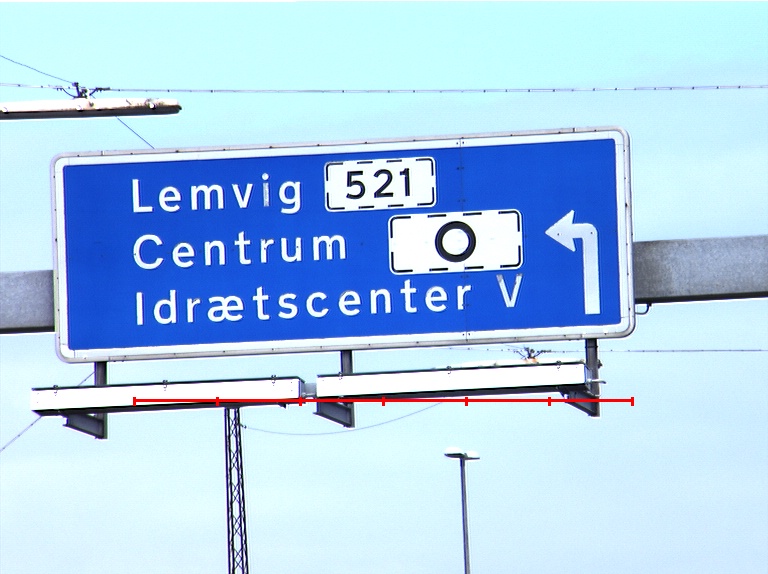 Lemvig 521
Centrum
Idrætscenter V